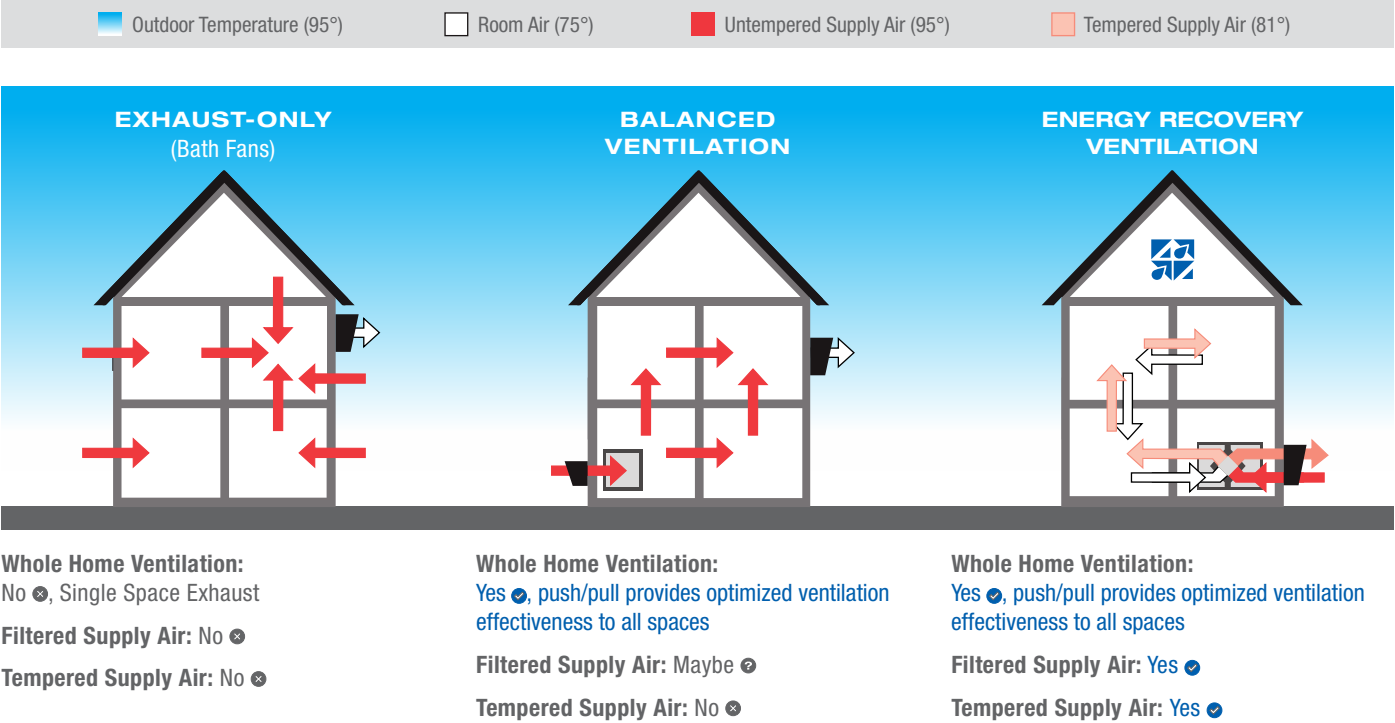 Outdoor Temperature (95°)
Room Air (75°)
Untempered Supply Air (95°)
Tempered Supply Air (81°)
EXHAUST-ONLY
(Bath Fans)
BALANCED
VENTILATION
ENERGY RECOVERY
VENTILATION
Whole Home Ventilation:
No, Single Space Exhaust
Filtered Supply Air: No
Tempered Supply Air: No
Whole Home Ventilation:
Yes, push/pull provides optimized ventilation
effectiveness to all spaces
Filtered Supply Air: Maybe ?
Tempered Supply Air: No
Whole Home Ventilation:
Yes, push/pull provides optimized ventilation
effectiveness to all spaces
Filtered Supply Air: Yes
Tempered Supply Air: Yes